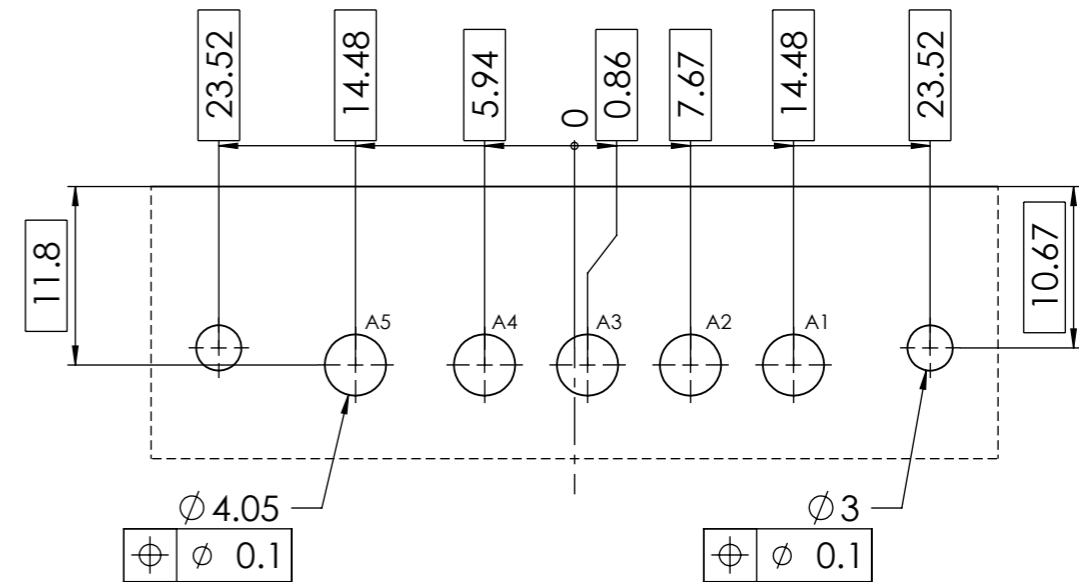 23.52
14.48
5.94
0
0.86
7.67
14.48
23.52
11.8
10.67
A5
A4
A3
A2
A1
∅4.05
⌖ ∅ 0.1
∅3
⌖ ∅ 0.1